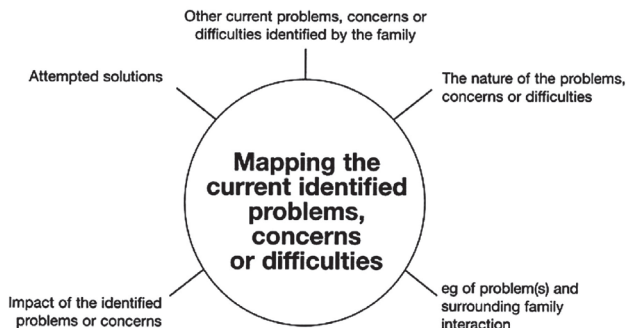 Other current problems, concerns or
difficulties identified by the family
Attempted solutions
The nature of the problems,
concerns or difficulties
Mapping the
current identified
problems,
concerns
or difficulties
Impact of the identified
problems or concerns
eg of problem(s) and
surrounding family
interaction